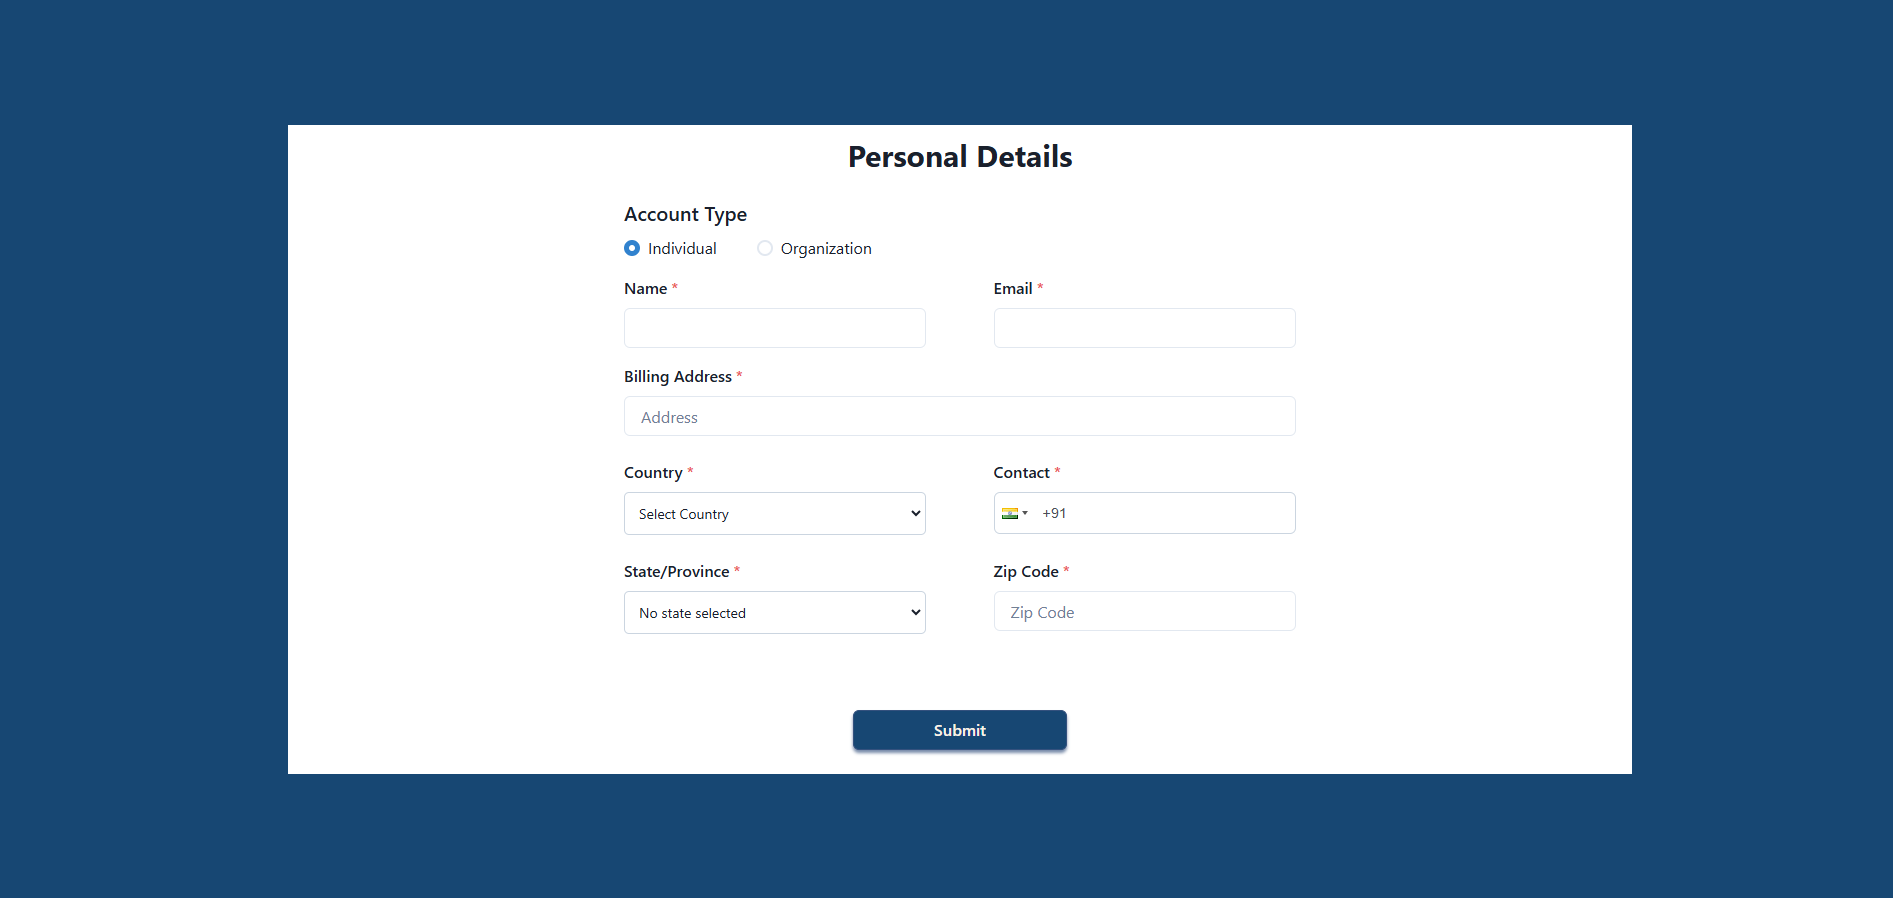 Personal Details
Account Type
Individual Organization
Name * Email *
Billing Address *
Address
Country * Contact *
Select Country +91
State/Province * Zip Code *
No state selected Zip Code
Submit